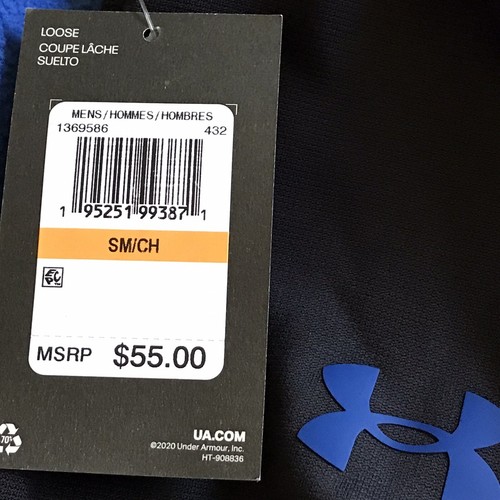 LOOSE
COUPE LÂCHE
SUELTO
MENS/HOMMES/HOMBRES
1369586 432
1 95251 99387 1
SM/CH
MSRP $55.00
70%
UA.COM
©2020 Under Armour, Inc.
HT-908836